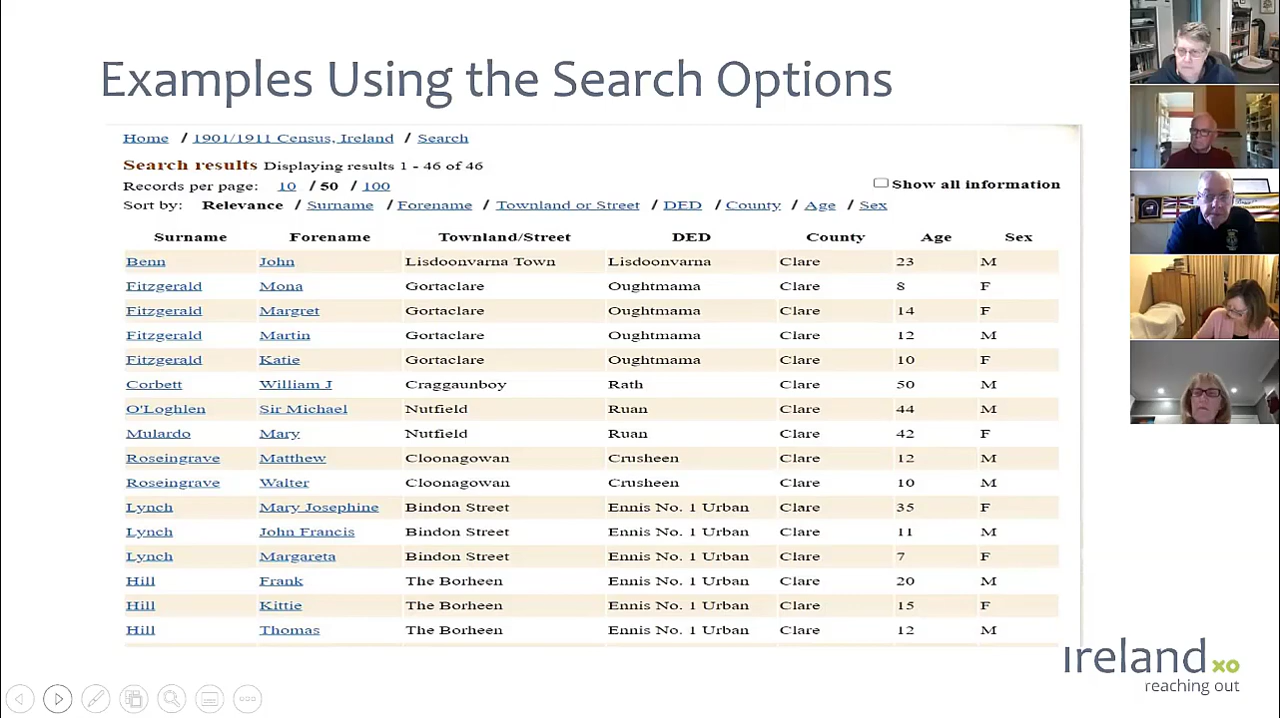 Examples Using the Search Options
Home / 1901/1911 Census, Ireland / Search
Search results Displaying results 1 - 46 of 46
Records per page: 10 / 50 / 100
Show all information
Sort by: Relevance / Surname / Forename / Townland or Street / DED / County / Age / Sex
Surname Forename Townland/Street DED County Age Sex
Benn John Lisdoonvarna Town Lisdoonvarna Clare 23 M
Fitzgerald Mona Gortaclare Oughtmama Clare 8 F
Fitzgerald Margret Gortaclare Oughtmama Clare 14 F
Fitzgerald Martin Gortaclare Oughtmama Clare 12 M
Fitzgerald Katie Gortaclare Oughtmama Clare 10 F
Corbett William J Craggaunboy Rath Clare 50 M
O'Loghlen Sir Michael Nutfield Ruan Clare 44 M
Mulardo Mary Nutfield Ruan Clare 42 F
Roseingrave Matthew Cloonagowan Crusheen Clare 12 M
Roseingrave Walter Cloonagowan Crusheen Clare 10 M
Lynch Mary Josephine Bindon Street Ennis No. 1 Urban Clare 35 F
Lynch John Francis Bindon Street Ennis No. 1 Urban Clare 11 M
Lynch Margareta Bindon Street Ennis No. 1 Urban Clare 7 F
Hill Frank The Borheen Ennis No. 1 Urban Clare 20 M
Hill Kittie The Borheen Ennis No. 1 Urban Clare 15 F
Hill Thomas The Borheen Ennis No. 1 Urban Clare 12 M
Ireland xo
reaching out